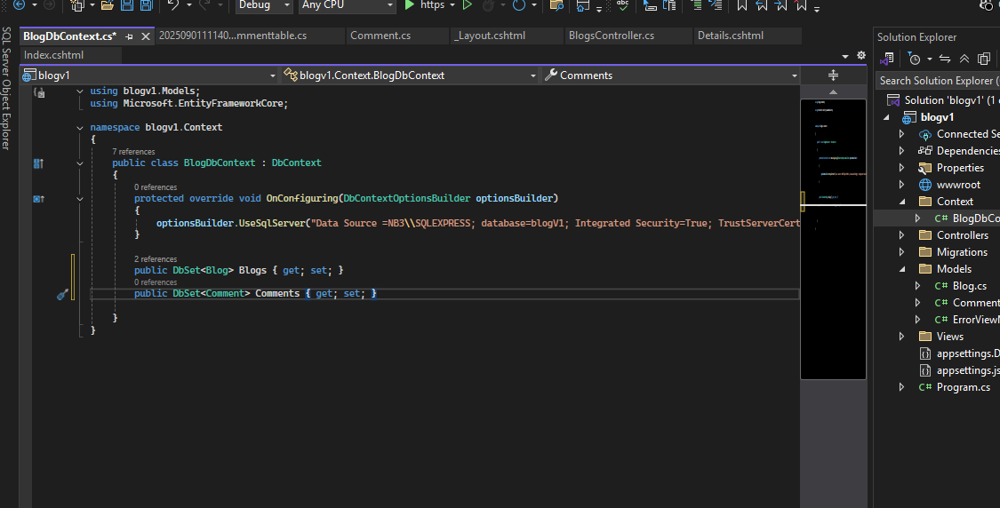 Debug
Any CPU
https
SQL Server Object Explorer
BlogDbContext.cs*
2025090111140...mmenttable.cs
Comment.cs
_Layout.cshtml
BlogsController.cs
Details.cshtml
Index.cshtml
blogv1
blogv1.Context.BlogDbContext
Comments
using blogv1.Models;
using Microsoft.EntityFrameworkCore;
namespace blogv1.Context
{
7 references
public class BlogDbContext : DbContext
{
0 references
protected override void OnConfiguring(DbContextOptionsBuilder optionsBuilder)
{
optionsBuilder.UseSqlServer("Data Source =NB3\\SQLEXPRESS; database=blogV1; Integrated Security=True; TrustServerCert
}
2 references
public DbSet<Blog> Blogs { get; set; }
0 references
public DbSet<Comment> Comments { get; set; }
}
}
Solution Explorer
Search Solution Explorer (
Solution 'blogv1' (1
blogv1
Connected Se
Dependencies
Properties
wwwroot
Context
C# BlogDbCo
Controllers
Migrations
Models
C# Blog.cs
C# Comment
C# ErrorView
Views
appsettings.D
appsettings.js
C# Program.cs